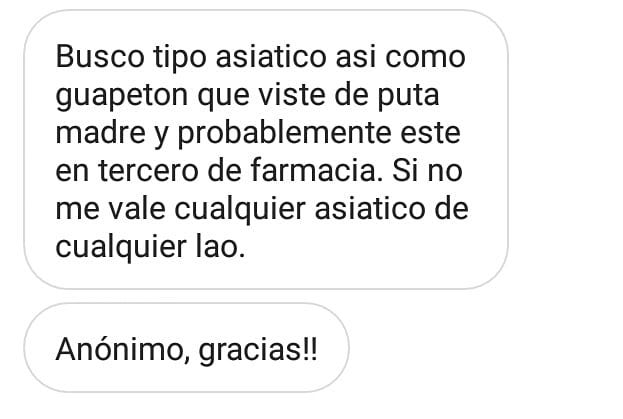 Busco tipo asiatico asi como
guapeton que viste de puta
madre y probablemente este
en tercero de farmacia. Si no
me vale cualquier asiatico de
cualquier lao.
Anónimo, gracias!!